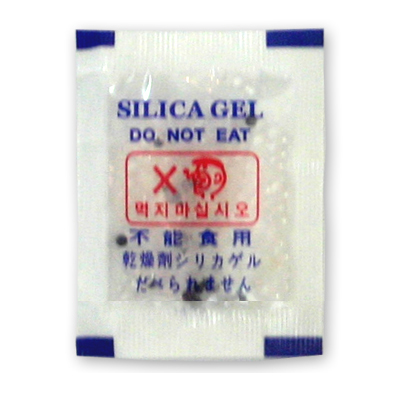 SILICA GEL
DO NOT EAT
X
먹지마십시오
不能食用
乾燥剤シリカゲル
たべられません